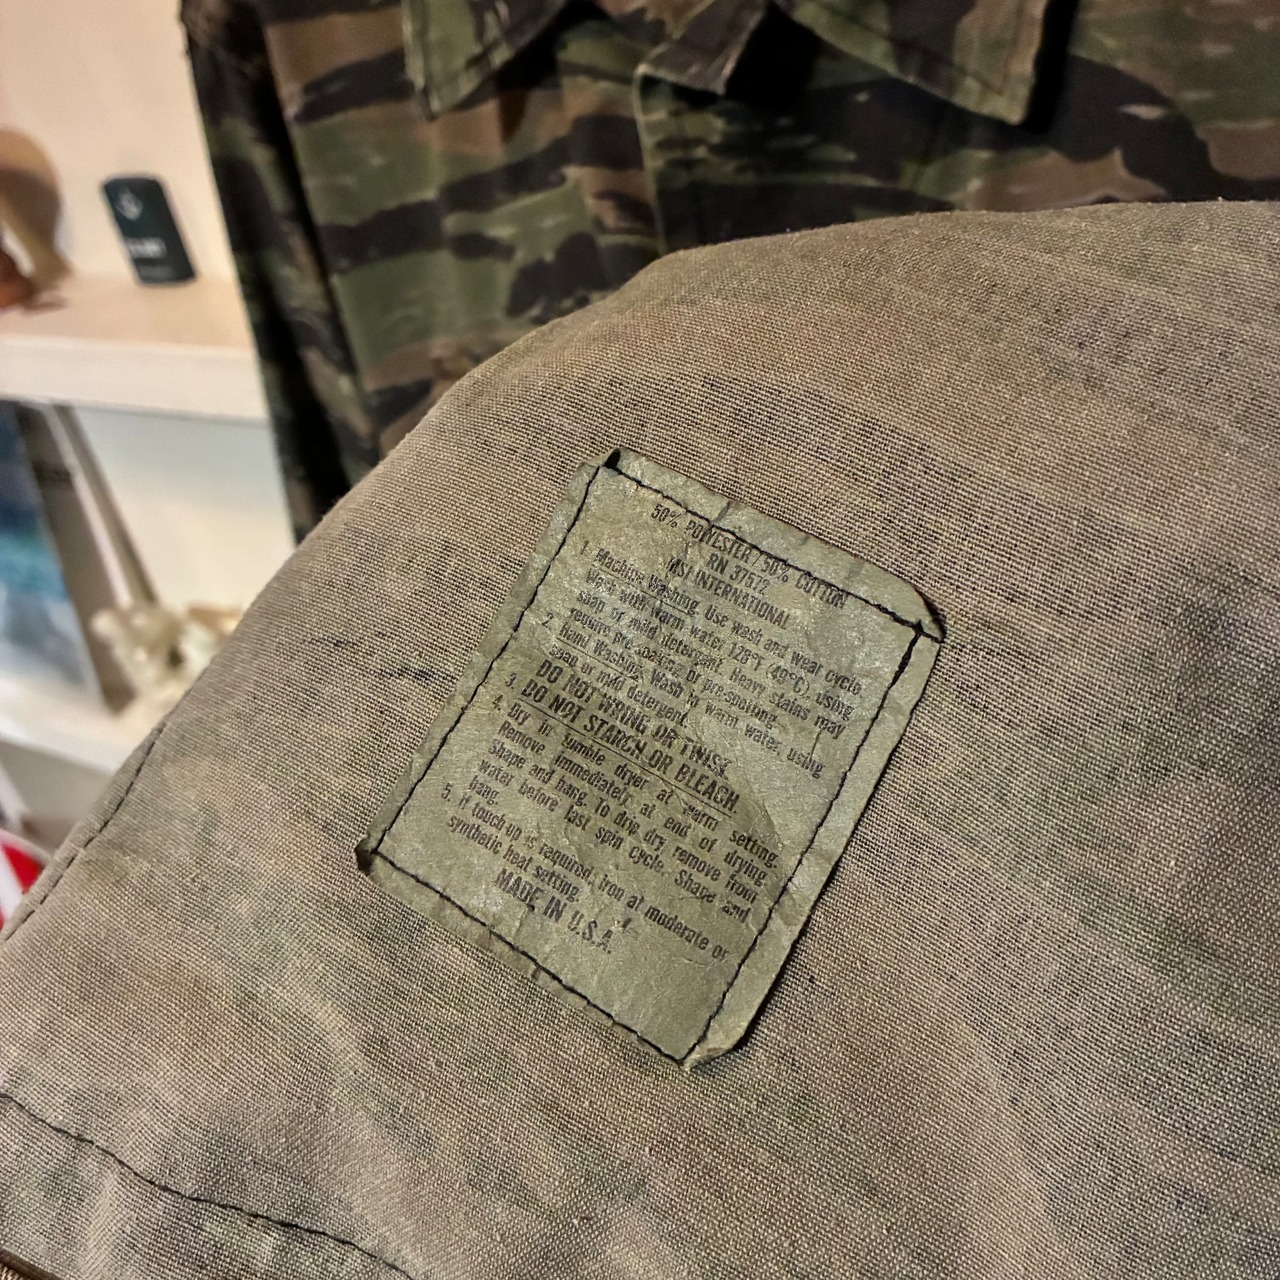 50% POLYESTER / 50% COTTON
RN 37572
MSI INTERNATIONAL
1. Machine Washing. Use wash and wear cycle.
Wash with warm water 120°F (49°C), using
soap or mild detergent. Heavy stains may
require pre-soaking or pre-spotting.
2. Hand Washing. Wash in warm water, using
soap or mild detergent.
DO NOT WRING OR TWIST
3. DO NOT STARCH OR BLEACH
4. Dry in tumble dryer at warm setting.
Remove immediately at end of drying.
Shape and hang. To drip dry remove from
water before last spin cycle. Shape and
hang.
5. If touch-up is required, iron at moderate or
synthetic heat setting.
MADE IN U.S.A.